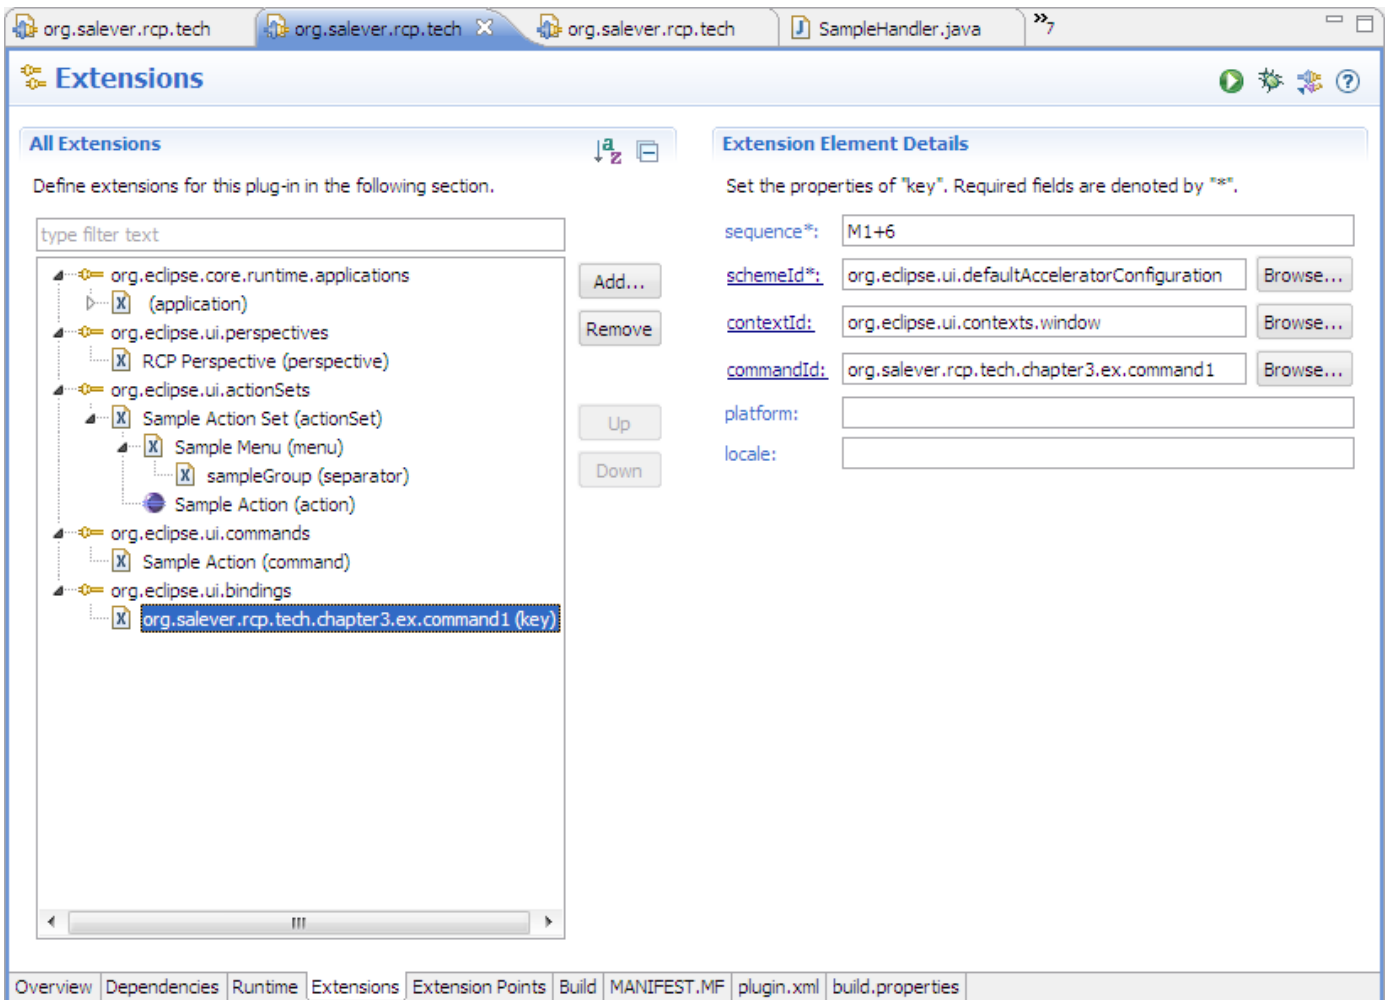 org.salever.rcp.tech
org.salever.rcp.tech
org.salever.rcp.tech
SampleHandler.java
»7
Extensions
All Extensions
Define extensions for this plug-in in the following section.
type filter text
org.eclipse.core.runtime.applications
(application)
org.eclipse.ui.perspectives
RCP Perspective (perspective)
org.eclipse.ui.actionSets
Sample Action Set (actionSet)
Sample Menu (menu)
sampleGroup (separator)
Sample Action (action)
org.eclipse.ui.commands
Sample Action (command)
org.eclipse.ui.bindings
org.salever.rcp.tech.chapter3.ex.command1 (key)
Add...
Remove
Up
Down
Extension Element Details
Set the properties of "key". Required fields are denoted by "*".
sequence*: M1+6
schemeId*: org.eclipse.ui.defaultAcceleratorConfiguration Browse...
contextId: org.eclipse.ui.contexts.window Browse...
commandId: org.salever.rcp.tech.chapter3.ex.command1 Browse...
platform:
locale:
Overview Dependencies Runtime Extensions Extension Points Build MANIFEST.MF plugin.xml build.properties